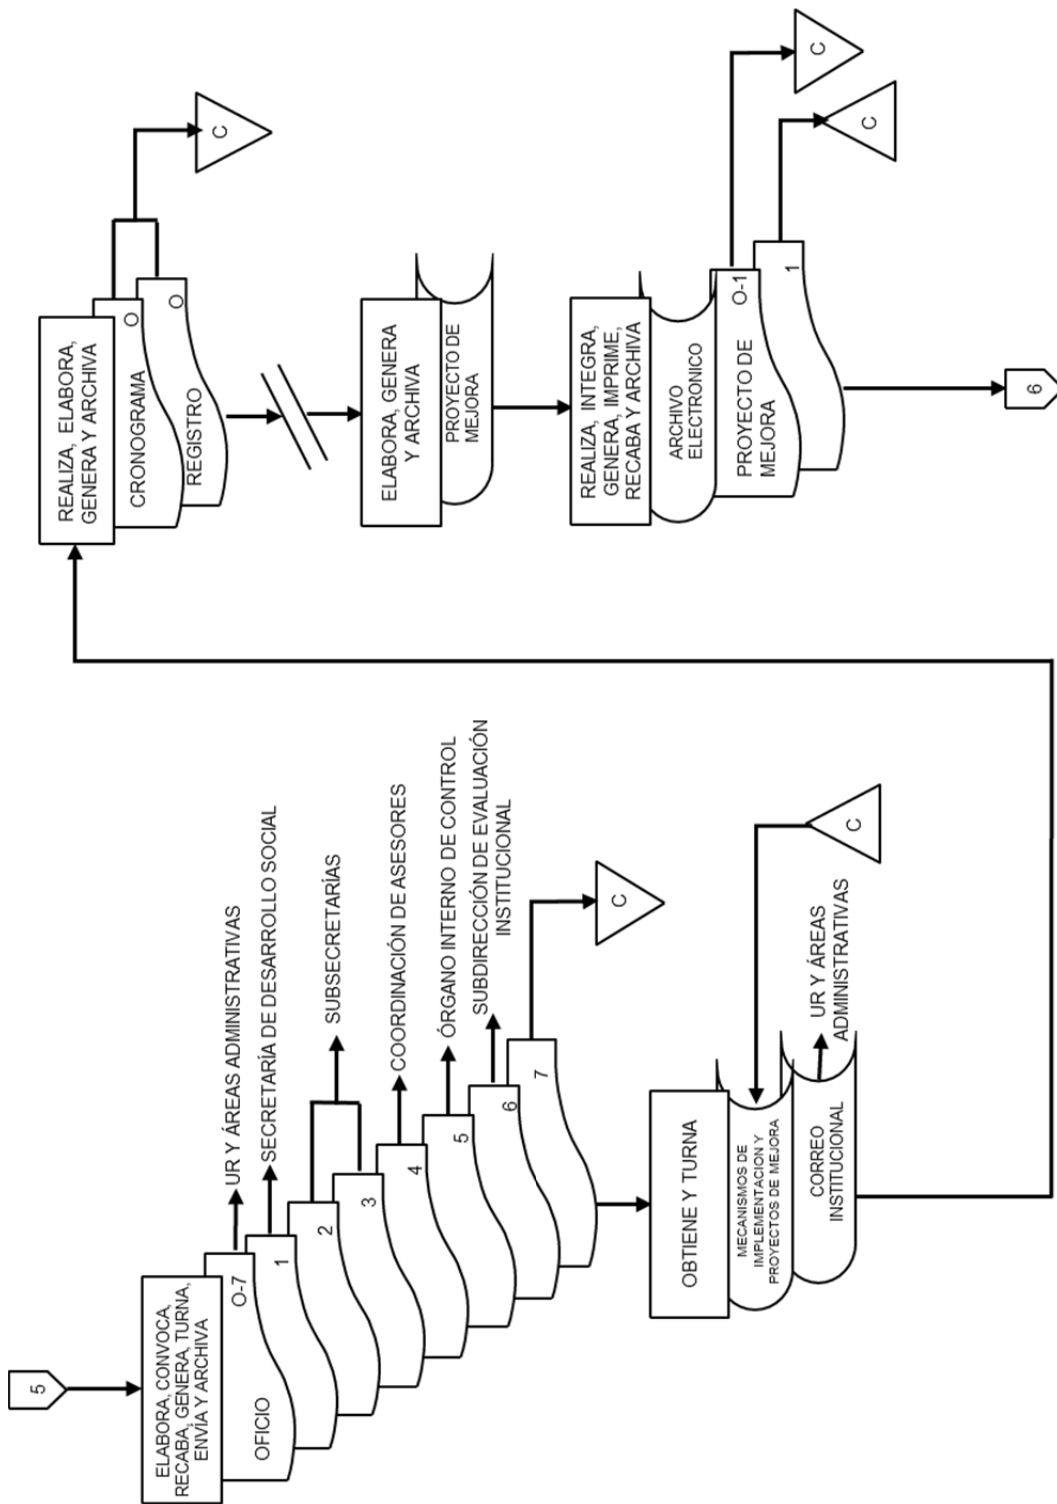 5
ELABORA, CONVOCA,
RECABA, GENERA, TURNA,
ENVÍA Y ARCHIVA
OFICIO
O-7
UR Y ÁREAS ADMINISTRATIVAS
1
SECRETARÍA DE DESARROLLO SOCIAL
2
3
SUBSECRETARÍAS
4
COORDINACIÓN DE ASESORES
5
ÓRGANO INTERNO DE CONTROL
6
SUBDIRECCIÓN DE EVALUACIÓN
INSTITUCIONAL
7
C
OBTIENE Y TURNA
MECANISMOS DE
IMPLEMENTACION Y
PROYECTOS DE MEJORA
C
CORREO
INSTITUCIONAL
UR Y ÁREAS
ADMINISTRATIVAS
REALIZA, ELABORA,
GENERA Y ARCHIVA
CRONOGRAMA
O
REGISTRO
O
C
ELABORA, GENERA
Y ARCHIVA
PROYECTO DE
MEJORA
REALIZA, INTEGRA,
GENERA, IMPRIME,
RECABA Y ARCHIVA
ARCHIVO
ELECTRONICO
PROYECTO DE
MEJORA
O-1
1
C
C
6